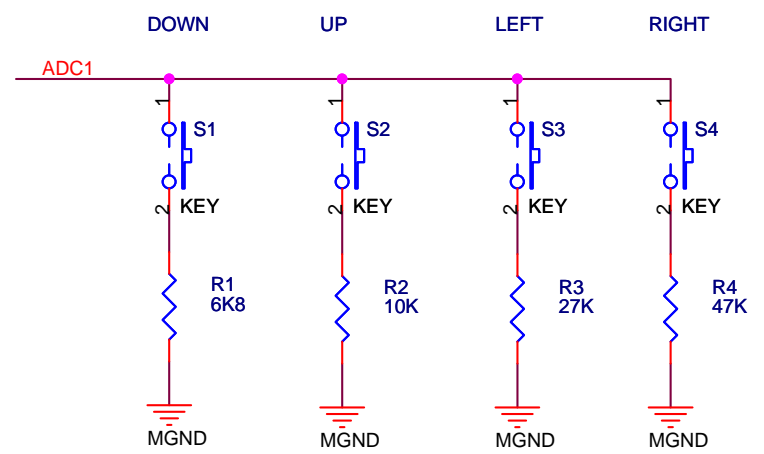 DOWN UP LEFT RIGHT
ADC1
1 1 1 1
S1 S2 S3 S4
2 KEY 2 KEY 2 KEY 2 KEY
R1 R2 R3 R4
6K8 10K 27K 47K
MGND MGND MGND MGND